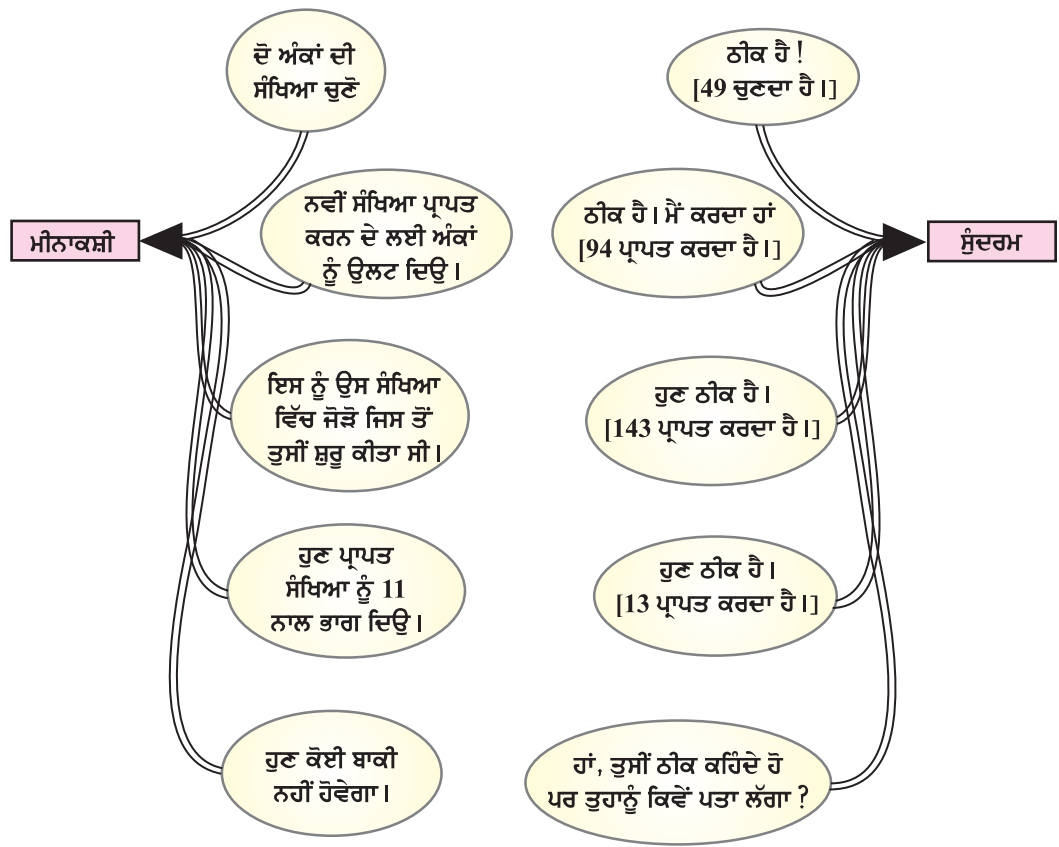 ਦੋ ਅੰਕਾਂ ਦੀ
ਸੰਖਿਆ ਚੁਣੋ
ਠੀਕ ਹੈ !
[49 ਚੁਣਦਾ ਹੈ।]
ਮੀਨਾਕਸ਼ੀ
ਨਵੀਂ ਸੰਖਿਆ ਪ੍ਰਾਪਤ
ਕਰਨ ਦੇ ਲਈ ਅੰਕਾਂ
ਨੂੰ ਉਲਟ ਦਿਉ।
ਠੀਕ ਹੈ। ਮੈਂ ਕਰਦਾ ਹਾਂ
[94 ਪ੍ਰਾਪਤ ਕਰਦਾ ਹੈ।]
ਸੁੰਦਰਮ
ਇਸ ਨੂੰ ਉਸ ਸੰਖਿਆ
ਵਿੱਚ ਜੋੜੋ ਜਿਸ ਤੋਂ
ਤੁਸੀਂ ਸ਼ੁਰੂ ਕੀਤਾ ਸੀ।
ਹੁਣ ਠੀਕ ਹੈ।
[143 ਪ੍ਰਾਪਤ ਕਰਦਾ ਹੈ।]
ਹੁਣ ਪ੍ਰਾਪਤ
ਸੰਖਿਆ ਨੂੰ 11
ਨਾਲ ਭਾਗ ਦਿਉ।
ਹੁਣ ਠੀਕ ਹੈ।
[13 ਪ੍ਰਾਪਤ ਕਰਦਾ ਹੈ।]
ਹੁਣ ਕੋਈ ਬਾਕੀ
ਨਹੀਂ ਹੋਵੇਗਾ।
ਹਾਂ, ਤੁਸੀਂ ਠੀਕ ਕਹਿੰਦੇ ਹੋ
ਪਰ ਤੁਹਾਨੂੰ ਕਿਵੇਂ ਪਤਾ ਲੱਗਾ ?